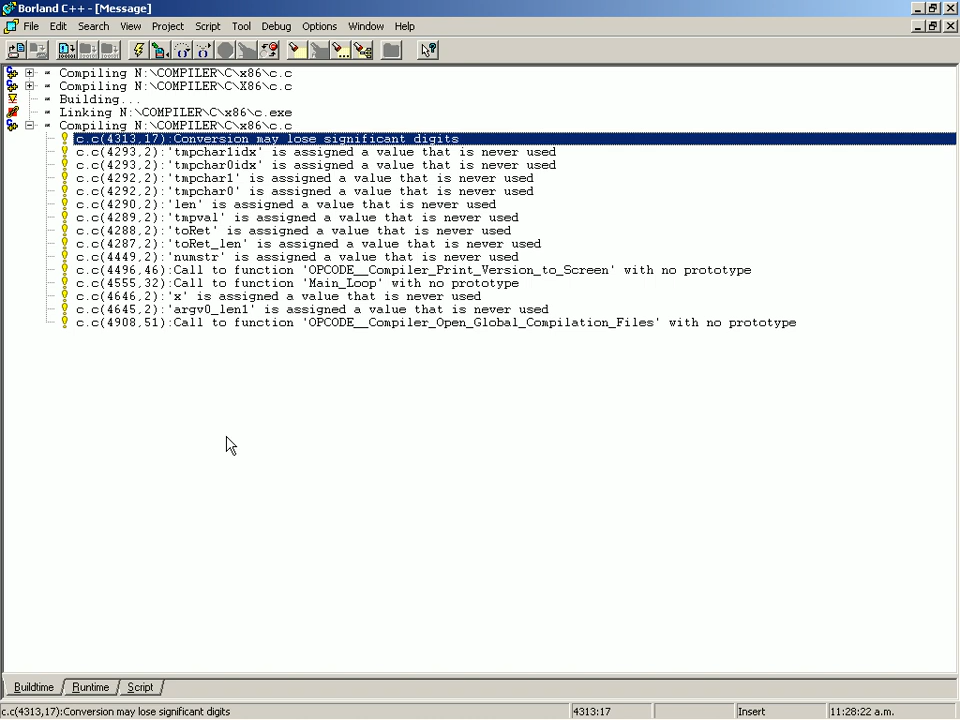 Borland C++ - [Message]
File Edit Search View Project Script Tool Debug Options Window Help
Compiling N:\COMPILER\C\x86\c.c
Compiling N:\COMPILER\C\X86\c.c
Building...
Linking N:\COMPILER\C\x86\c.exe
Compiling N:\COMPILER\C\x86\c.c
c.c(4313,17):Conversion may lose significant digits
c.c(4293,2):'tmpchar1idx' is assigned a value that is never used
c.c(4293,2):'tmpchar0idx' is assigned a value that is never used
c.c(4292,2):'tmpchar1' is assigned a value that is never used
c.c(4292,2):'tmpchar0' is assigned a value that is never used
c.c(4290,2):'len' is assigned a value that is never used
c.c(4289,2):'tmpval' is assigned a value that is never used
c.c(4288,2):'toRet' is assigned a value that is never used
c.c(4287,2):'toRet_len' is assigned a value that is never used
c.c(4449,2):'numstr' is assigned a value that is never used
c.c(4496,46):Call to function 'OPCODE__Compiler_Print_Version_to_Screen' with no prototype
c.c(4555,32):Call to function 'Main_Loop' with no prototype
c.c(4646,2):'x' is assigned a value that is never used
c.c(4645,2):'argv0_len1' is assigned a value that is never used
c.c(4908,51):Call to function 'OPCODE__Compiler_Open_Global_Compilation_Files' with no prototype
Buildtime Runtime Script
c.c(4313,17):Conversion may lose significant digits 4313:17 Insert 11:28:22 a.m.